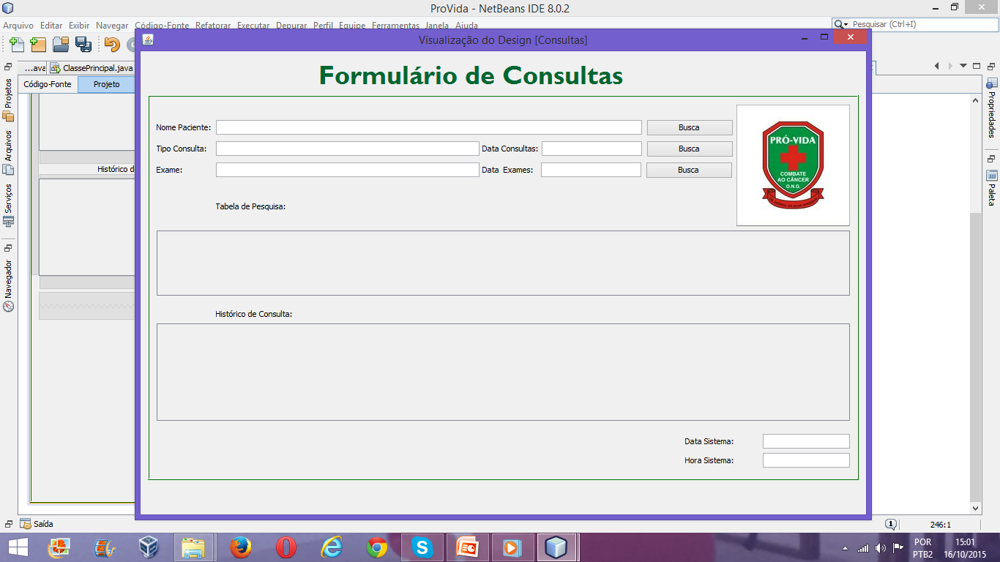 ProVida - NetBeans IDE 8.0.2
Arquivo Editar Exibir Navegar Código-Fonte Refatorar Executar Depurar Perfil Equipe Ferramentas Janela Ajuda
Pesquisar (Ctrl+I)
Visualização do Design [Consultas]
...ava ClassePrincipal.java
Código-Fonte Projeto
Projetos
Arquivos
Serviços
Navegador
Histórico d
Formulário de Consultas
Nome Paciente: Busca
Tipo Consulta: Data Consultas: Busca
Exame: Data Exames: Busca
PRÓ-VIDA
COMBATE
AO CÂNCER
O.N.G.
Tabela de Pesquisa:
Histórico de Consulta:
Data Sistema:
Hora Sistema:
Propriedades
Paleta
Saída
1 246:1
POR 15:01
PTB2 16/10/2015